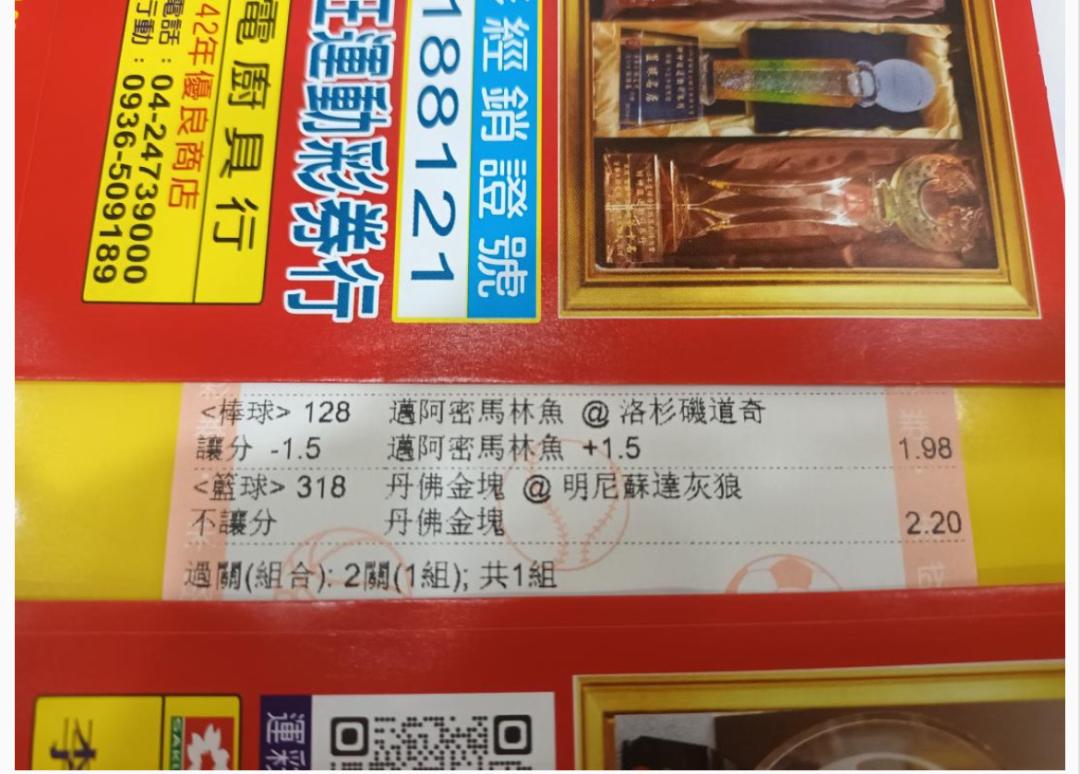 電廚具行
42年優良商店
電話：04-24739000
行動：0936-509189
旺運動彩券行
經銷證號
188121
<棒球> 128 邁阿密馬林魚 @ 洛杉磯道奇
讓分 -1.5 邁阿密馬林魚 +1.5 1.98
<籃球> 318 丹佛金塊 @ 明尼蘇達灰狼
不讓分 丹佛金塊 2.20
過關(組合): 2關(1組); 共1組
運彩